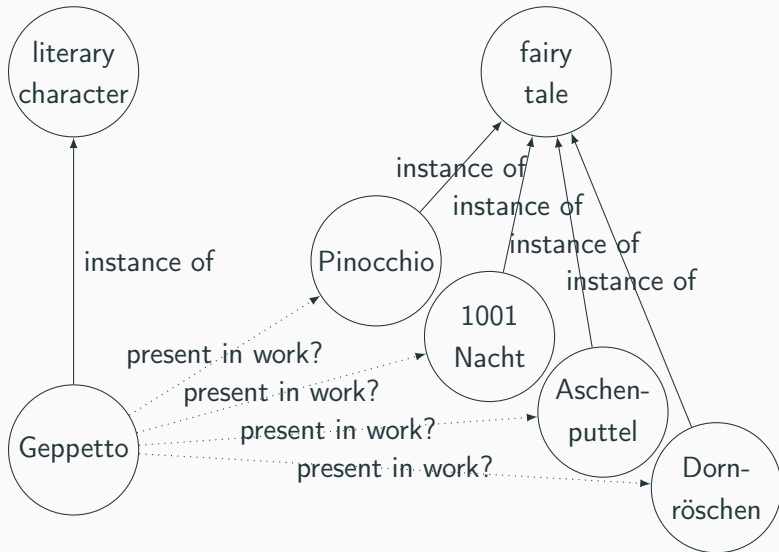 literary
character
fairy
tale
instance of
instance of
instance of
instance of
instance of
Pinocchio
1001
Nacht
present in work?
present in work?
present in work?
present in work?
Aschen-
puttel
Geppetto
Dorn-
röschen